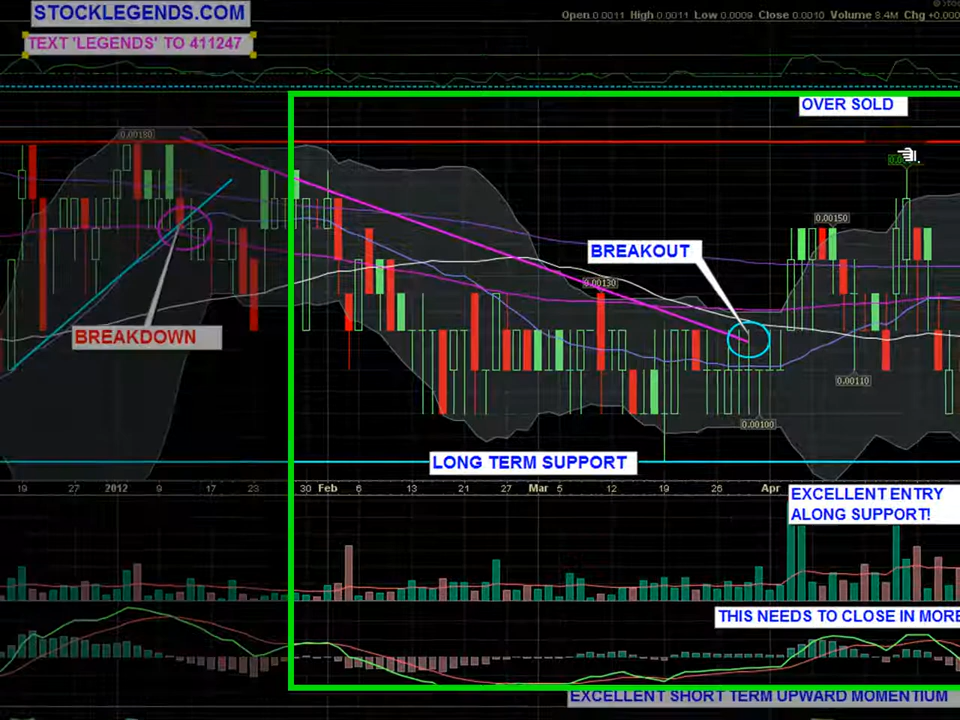 STOCKLEGENDS.COM
Open 0.0011 High 0.0011 Low 0.0009 Close 0.0010 Volume 8.4M Chg
TEXT 'LEGENDS' TO 411247
OVER SOLD
0.00180
0.00150
BREAKOUT
0.00130
BREAKDOWN
0.00110
0.00100
LONG TERM SUPPORT
19 27 2012 9 17 23 30 Feb 6 13 21 27 Mar 5 12 19 26 Apr
EXCELLENT ENTRY
ALONG SUPPORT!
THIS NEEDS TO CLOSE IN MORE
EXCELLENT SHORT TERM UPWARD MOMENTIUM